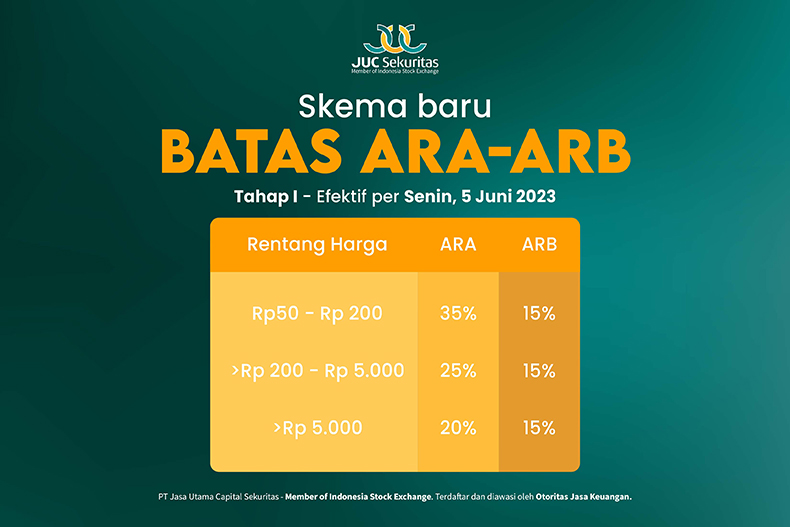 JUC Sekuritas
Member of Indonesia Stock Exchange
Skema baru
BATAS ARA-ARB
Tahap I - Efektif per Senin, 5 Juni 2023
Rentang Harga ARA ARB
Rp50 - Rp 200 35% 15%
>Rp 200 - Rp 5.000 25% 15%
>Rp 5.000 20% 15%
PT Jasa Utama Capital Sekuritas - Member of Indonesia Stock Exchange. Terdaftar dan diawasi oleh Otoritas Jasa Keuangan.